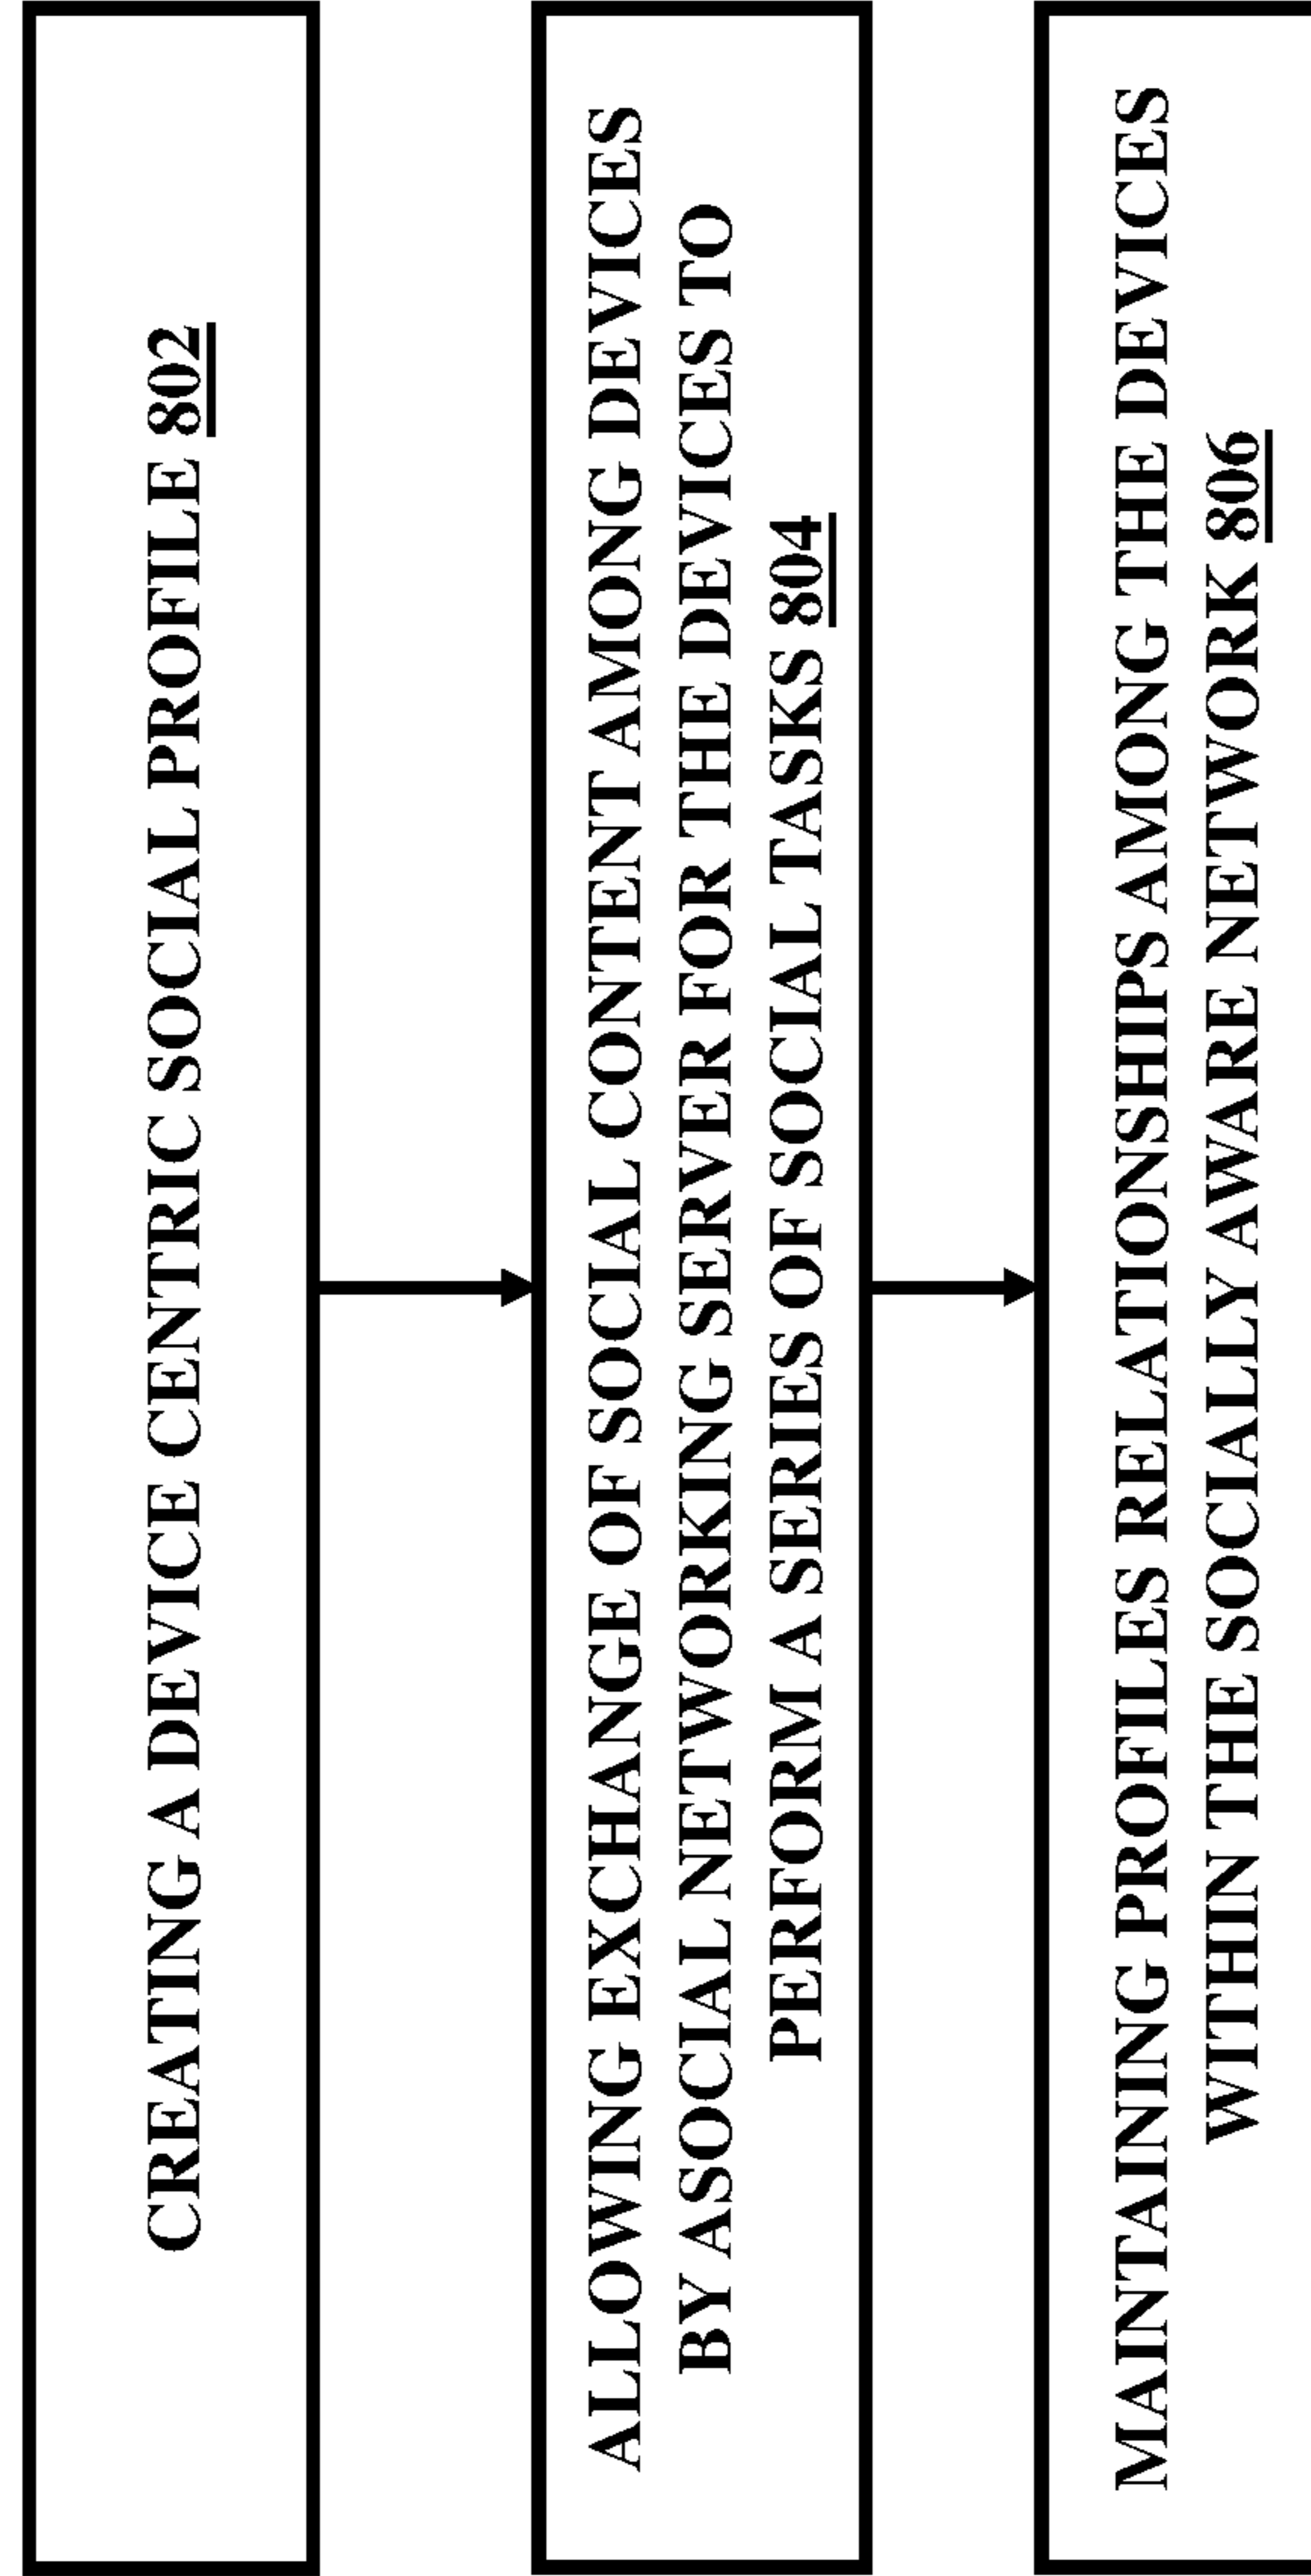 CREATING A DEVICE CENTRIC SOCIAL PROFILE 802
ALLOWING EXCHANGE OF SOCIAL CONTENT AMONG DEVICES
BY ASOCIAL NETWORKING SERVER FOR THE DEVICES TO
PERFORM A SERIES OF SOCIAL TASKS 804
MAINTAINING PROFILES RELATIONSHIPS AMONG THE DEVICES
WITHIN THE SOCIALLY AWARE NETWORK 806